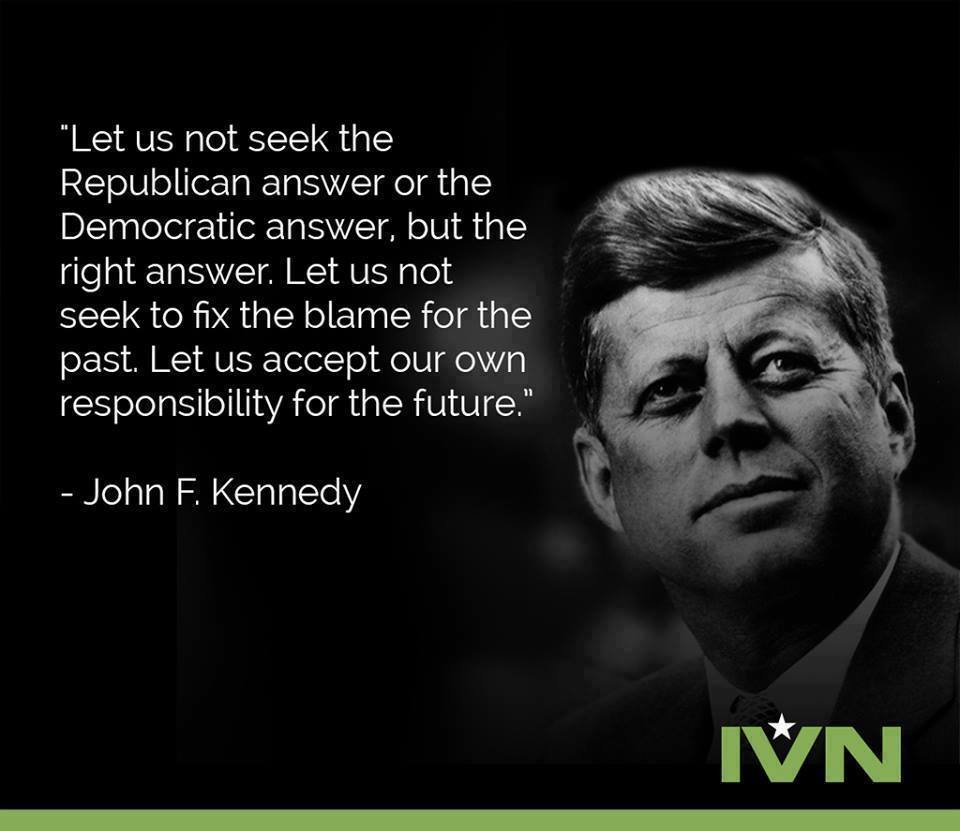 "Let us not seek the
Republican answer or the
Democratic answer, but the
right answer. Let us not
seek to fix the blame for the
past. Let us accept our own
responsibility for the future."
- John F. Kennedy
IVN